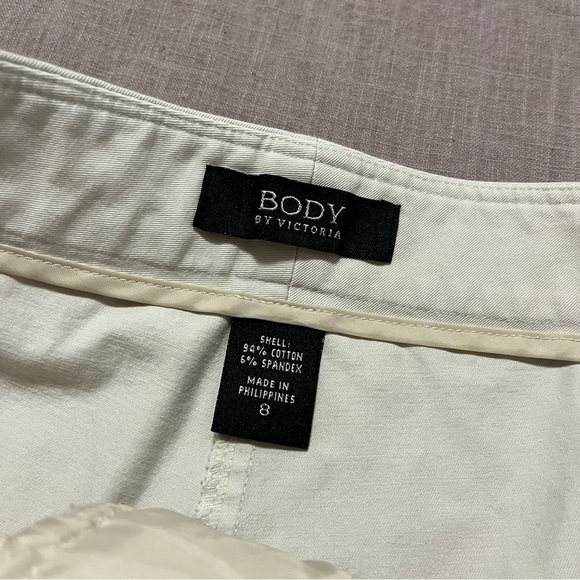 BODY
BY VICTORIA
SHELL:
94% COTTON
6% SPANDEX
MADE IN
PHILIPPINES
8